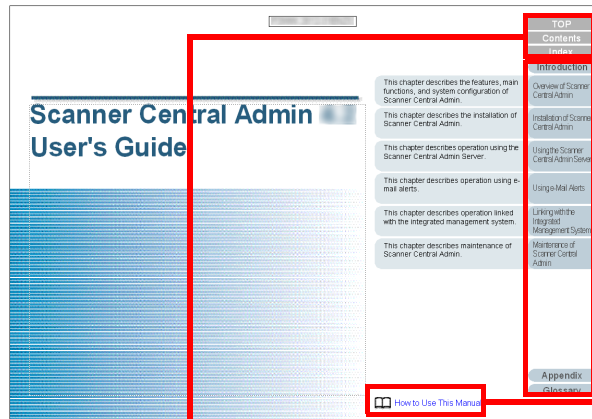 TOP
Contents
Index
Introduction
This chapter describes the features, main
functions, and system configuration of
Scanner Central Admin.
Overview of Scanner
Central Admin
Scanner Central Admin
User's Guide
This chapter describes the installation of
Scanner Central Admin.
Installation of Scanner
Central Admin
This chapter describes operation using the
Scanner Central Admin Server.
Using the Scanner
Central Admin Server
This chapter describes operation using e-
mail alerts.
Using e-Mail Alerts
This chapter describes operation linked
with the integrated management system.
Linking with the
Integrated
Management System
This chapter describes maintenance of
Scanner Central Admin.
Maintenance of
Scanner Central
Admin
Appendix
Glossary
How to Use This Manual